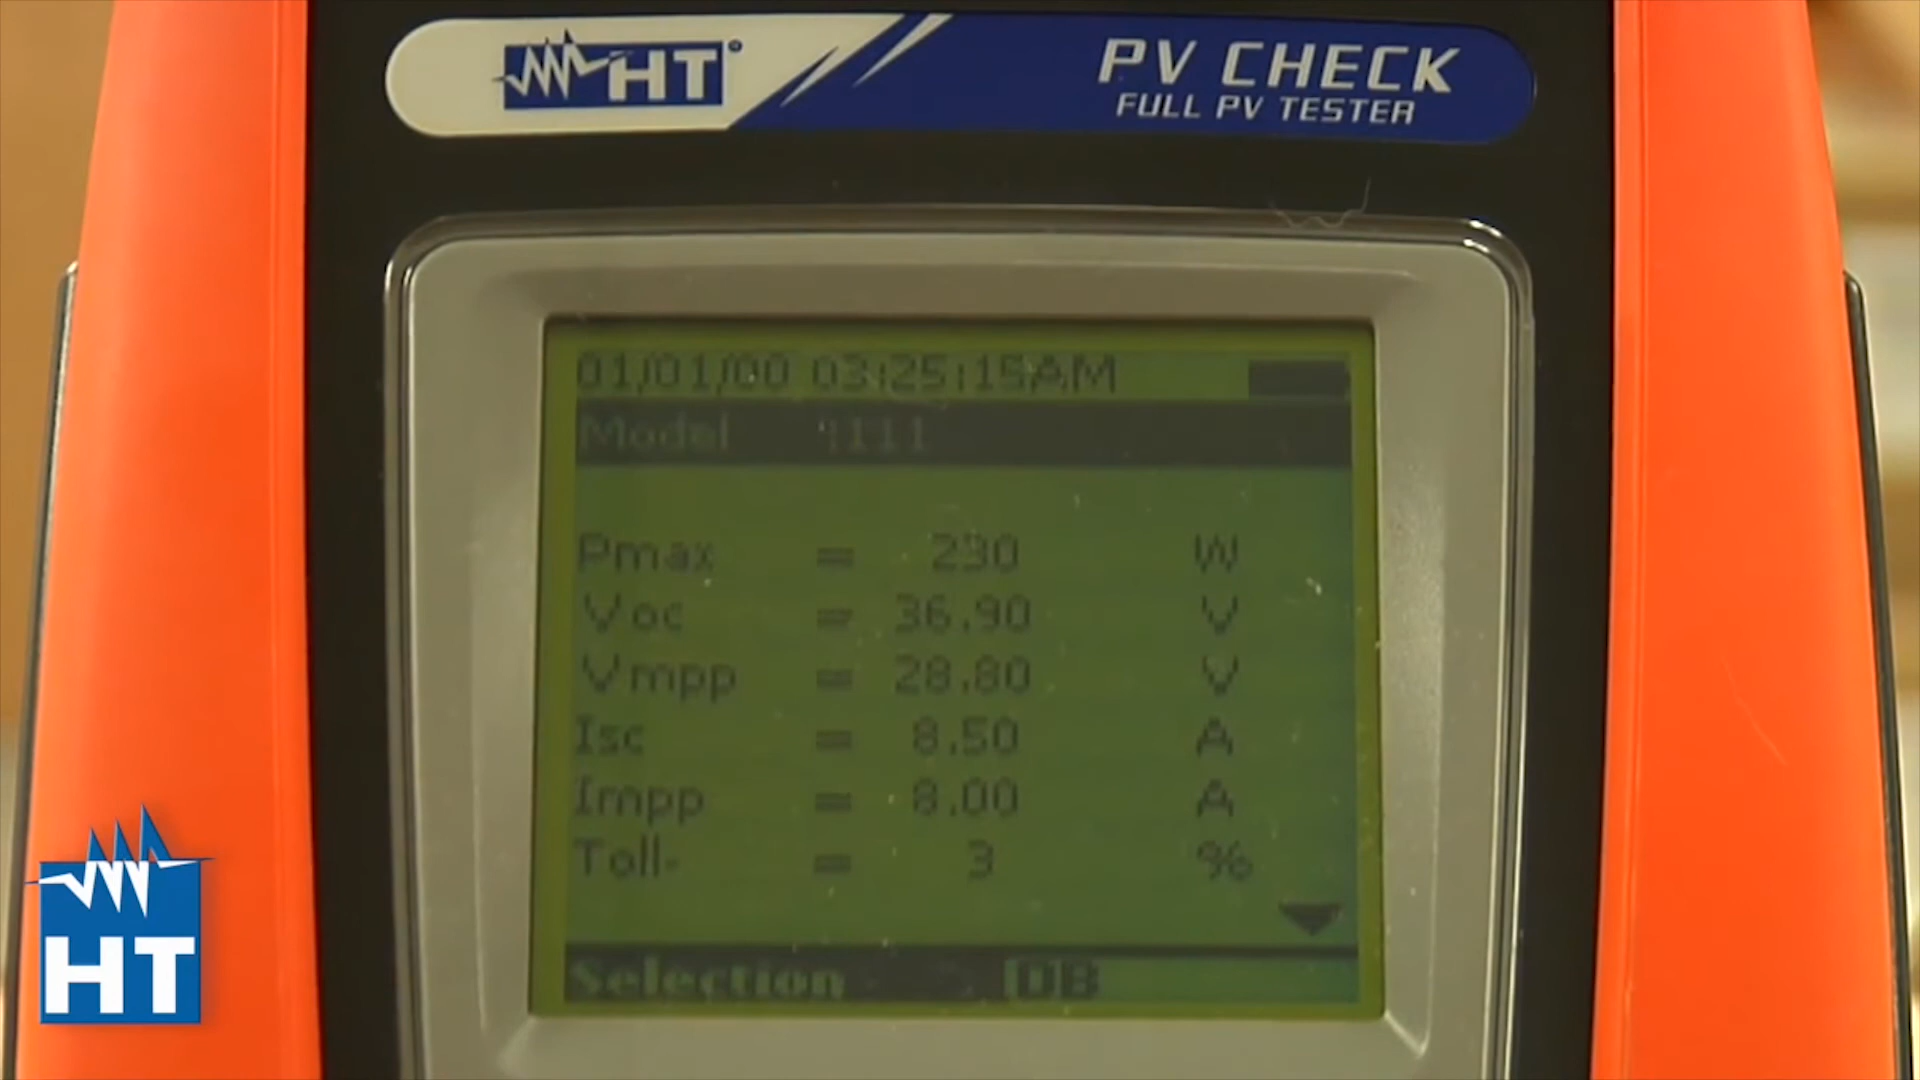 HT
PV CHECK
FULL PV TESTER
01/01/00 03:25:15AM
Model :111
Pmax = 230 W
Voc = 36.90 V
Vmpp = 28.80 V
Isc = 8.50 A
Impp = 8.00 A
Toll- = 3 %
Selection DB
HT